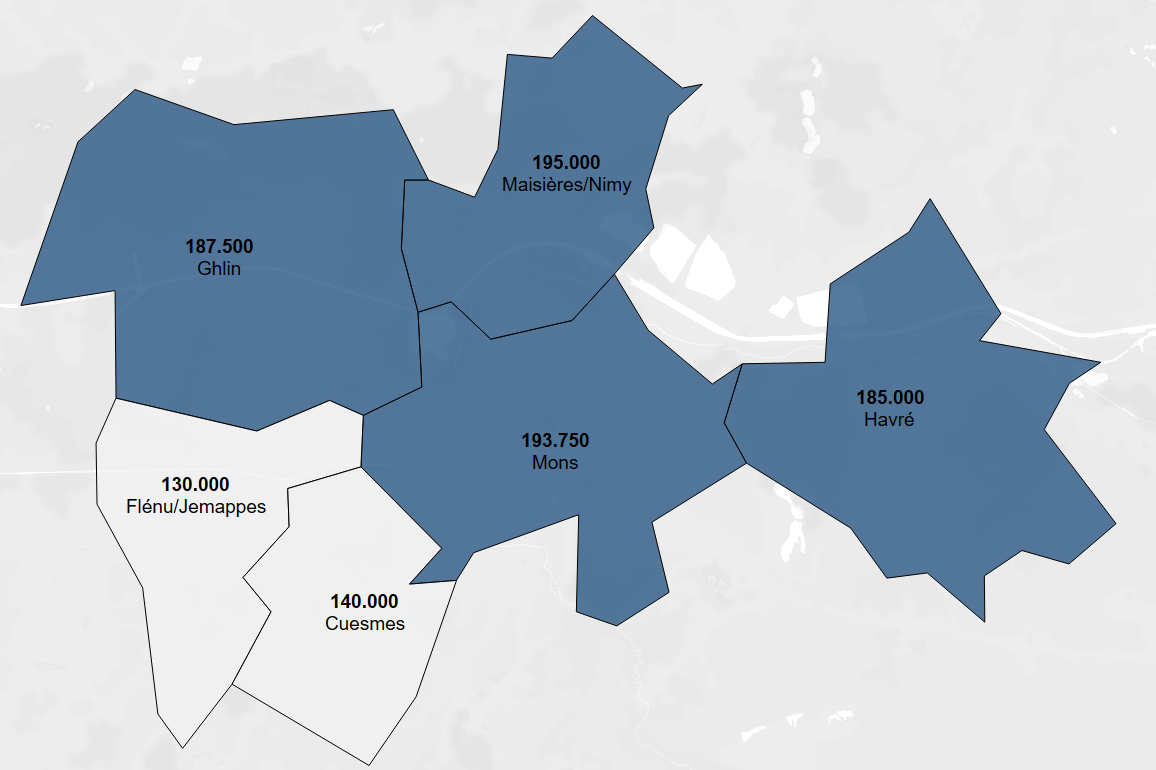 195.000
Maisières/Nimy
187.500
Ghlin
185.000
Havré
193.750
Mons
130.000
Flénu/Jemappes
140.000
Cuesmes